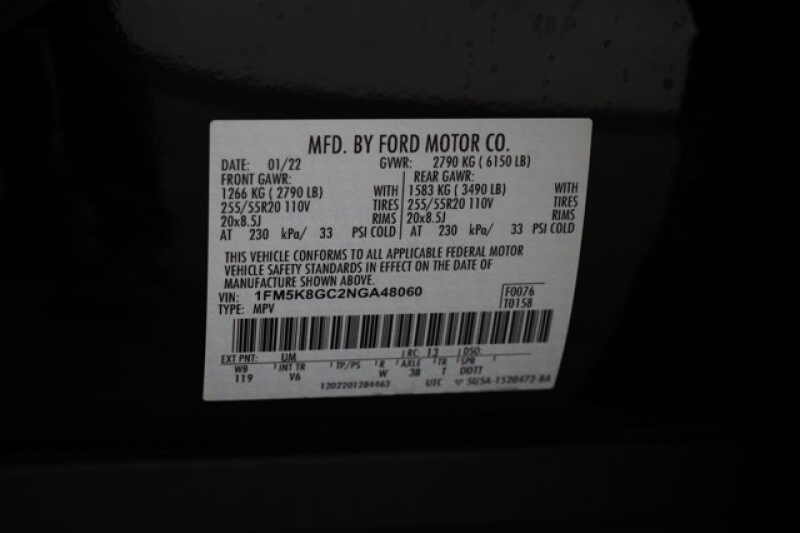 MFD. BY FORD MOTOR CO.
DATE: 01/22 GVWR: 2790 KG ( 6150 LB)
FRONT GAWR: REAR GAWR:
1266 KG ( 2790 LB) WITH 1583 KG ( 3490 LB) WITH
255/55R20 110V TIRES 255/55R20 110V TIRES
20x8.5J RIMS 20x8.5J RIMS
AT 230 kPa/ 33 PSI COLD AT 230 kPa/ 33 PSI COLD
THIS VEHICLE CONFORMS TO ALL APPLICABLE FEDERAL MOTOR
VEHICLE SAFETY STANDARDS IN EFFECT ON THE DATE OF
MANUFACTURE SHOWN ABOVE.
VIN: 1FM5K8GC2NGA48060 F0076
TYPE: MPV T0158
EXT PNT: UM RC: 13 DSO:
WB INT TR TP/PS R AXLE TR SPR
119 V6 W 3B T DDTT
1202201284463 UTC